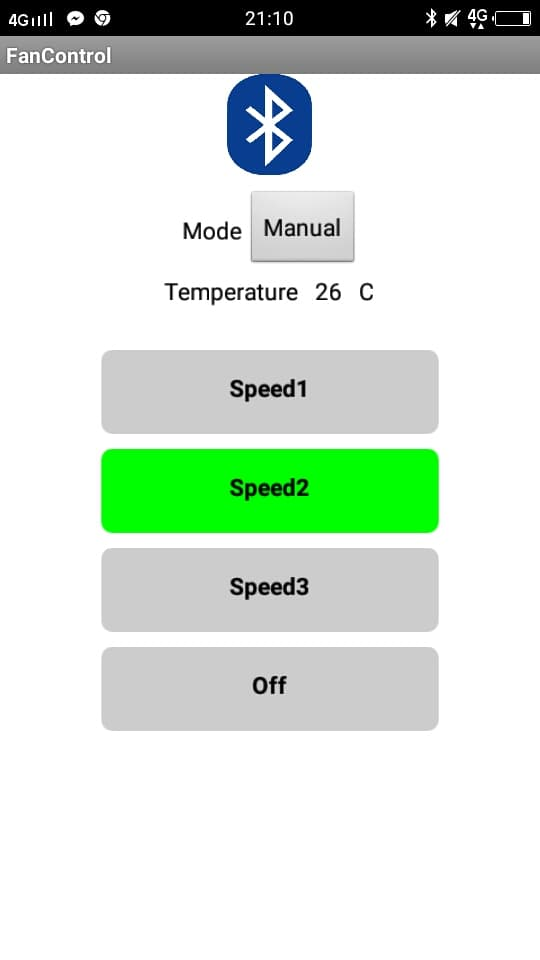 4G 21:10 4G
FanControl
Mode Manual
Temperature 26 C
Speed1
Speed2
Speed3
Off